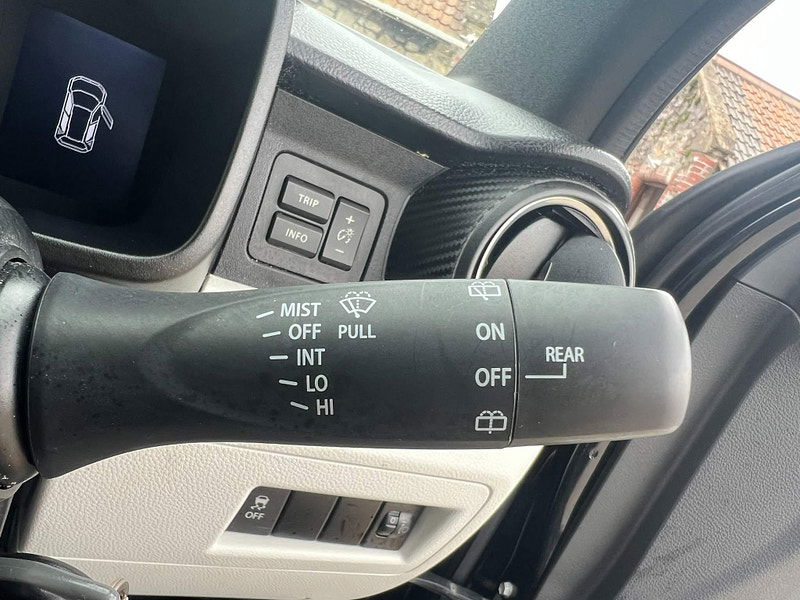 TRIP
INFO
+
-
MIST
OFF
INT
LO
HI
PULL
ON
OFF
REAR
OFF